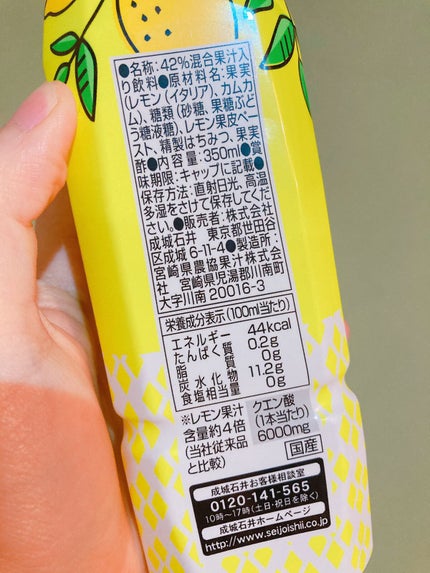 ●名称:42%混合果汁入
り飲料●原材料名:果実
(レモン(イタリア)、カムカ
ム)、糖類(砂糖、果糖ぶど
う糖液糖)、レモン果皮ペー
スト、精製はちみつ、果実
酢●内容量:350ml●賞
味期限:キャップに記載●
保存方法:直射日光、高温
多湿をさけて保存してくだ
さい。●販売者:株式会社
成城石井 東京都世田谷
区成城6-11-4●製造所:
宮崎県農協果汁株式会
社 宮崎県児湯郡川南町
大字川南 20016-3
栄養成分表示(100ml当たり)
エネルギー 44kcal
たんぱく質 0.2g
脂質 0g
炭水化物 11.2g
食塩相当量 0g
※レモン果汁
含量約4倍
(当社従来品
と比較)
クエン酸
(1本当たり)
6000mg
国産
成城石井お客様相談室
0120-141-565
10時~17時(土・祝日を除く)
成城石井ホームページ
http://www.seijoishii.co.jp